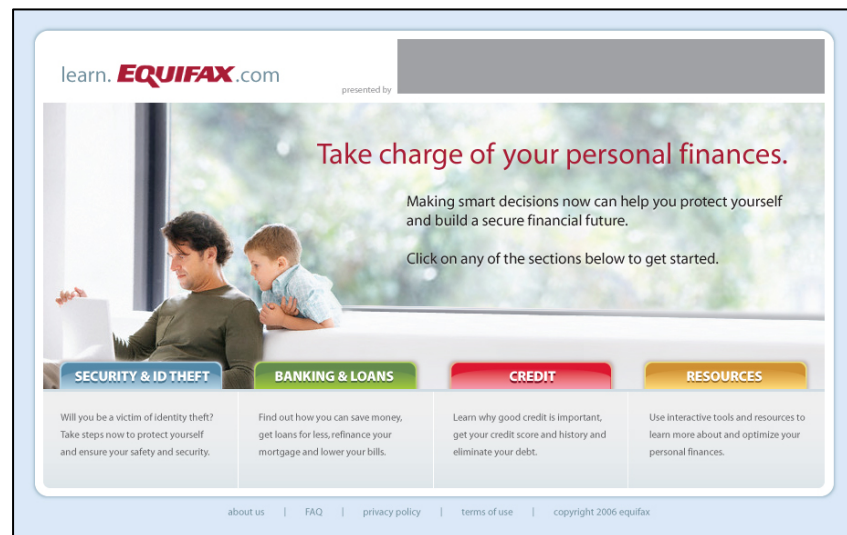 learn. EQUIFAX.com
presented by
Take charge of your personal finances.
Making smart decisions now can help you protect yourself
and build a secure financial future.
Click on any of the sections below to get started.
SECURITY & ID THEFT
Will you be a victim of identity theft?
Take steps now to protect yourself
and ensure your safety and security.
BANKING & LOANS
Find out how you can save money,
get loans for less, refinance your
mortgage and lower your bills.
CREDIT
Learn why good credit is important,
get your credit score and history and
eliminate your debt.
RESOURCES
Use interactive tools and resources to
learn more about and optimize your
personal finances.
about us | FAQ | privacy policy | terms of use | copyright 2006 equifax